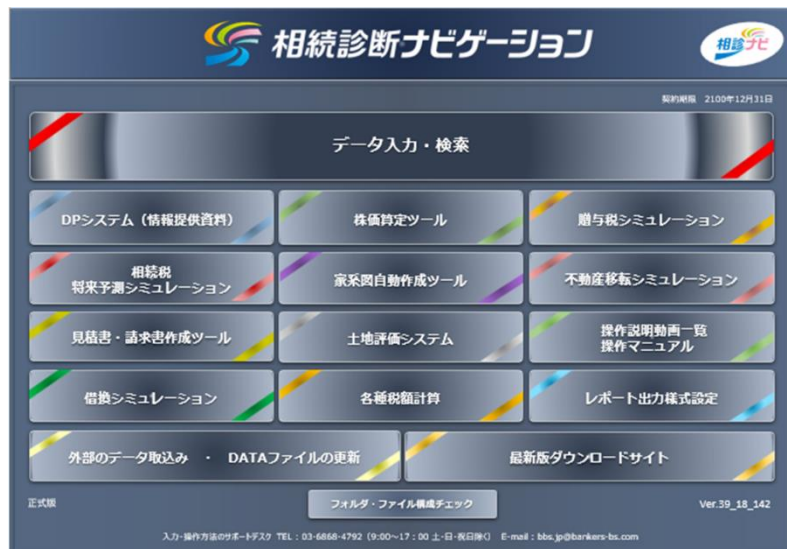 相続診断ナビゲーション
相診ナビ
契約期限 2100年12月31日
データ入力・検索
DPシステム（情報提供資料）
株価算定ツール
贈与税シミュレーション
相続税
将来予測シミュレーション
家系図自動作成ツール
不動産移転シミュレーション
見積書・請求書作成ツール
土地評価システム
操作説明動画一覧
操作マニュアル
借換シミュレーション
各種税額計算
レポート出力様式設定
外部のデータ取込み ・ DATAファイルの更新
最新版ダウンロードサイト
正式版
フォルダ・ファイル構成チェック
Ver.39_18_142
入力・操作方法のサポートデスク TEL：03-6868-4792（9:00～17：00 土・日・祝日除く） E-mail：bbs.jp@bankers-bs.com